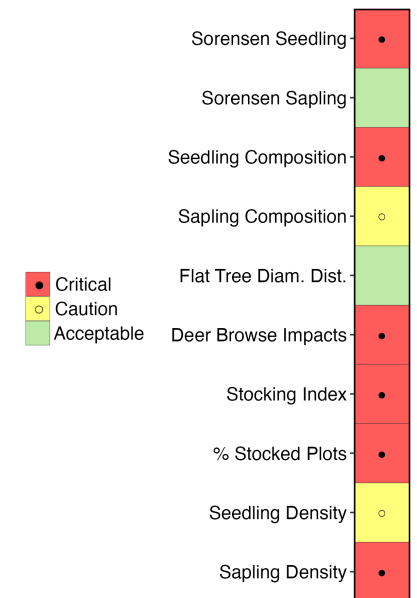 Sorensen Seedling
Sorensen Sapling
Seedling Composition
Sapling Composition
Flat Tree Diam. Dist.
Deer Browse Impacts
Stocking Index
% Stocked Plots
Seedling Density
Sapling Density
Critical
Caution
Acceptable